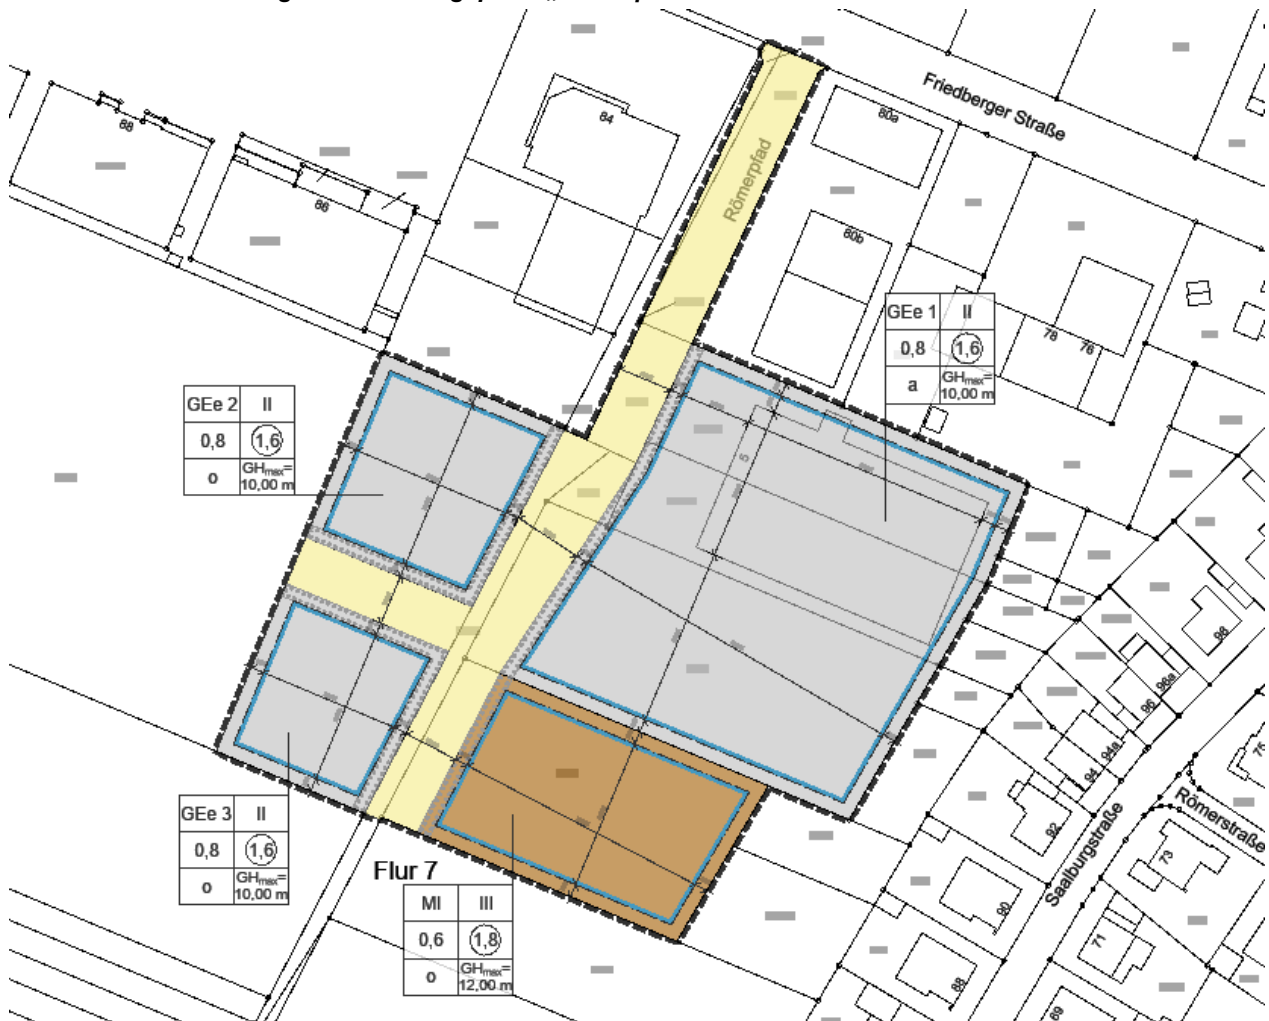 Friedberger Straße
80a
84
88
Römerpfad
86
80b
GEe 1 II
0,8 1,6
a GHmax=
10,00 m
78
76
GEe 2 II
0,8 1,6
o GHmax=
10,00 m
5
98
96a
96
94a
94
75
Römerstraße
92
73
Saalburgstraße
GEe 3 II
0,8 1,6
o GHmax=
10,00 m
Flur 7
MI III
0,6 1,8
o GHmax=
12,00 m
90
71
88
69